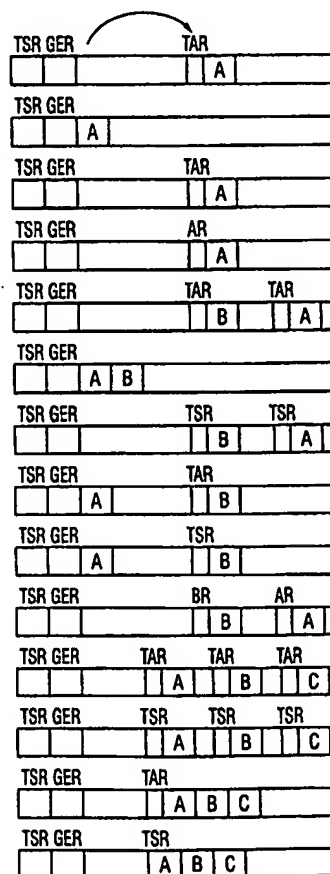 TSR GER TAR
A
TSR GER
A
TSR GER TAR
A
TSR GER AR
A
TSR GER TAR TAR
B A
TSR GER
A B
TSR GER TSR TSR
B A
TSR GER TAR
A B
TSR GER TSR
A B
TSR GER BR AR
B A
TSR GER TAR TAR TAR
A B C
TSR GER TSR TSR TSR
A B C
TSR GER TAR
A B C
TSR GER TSR
A B C